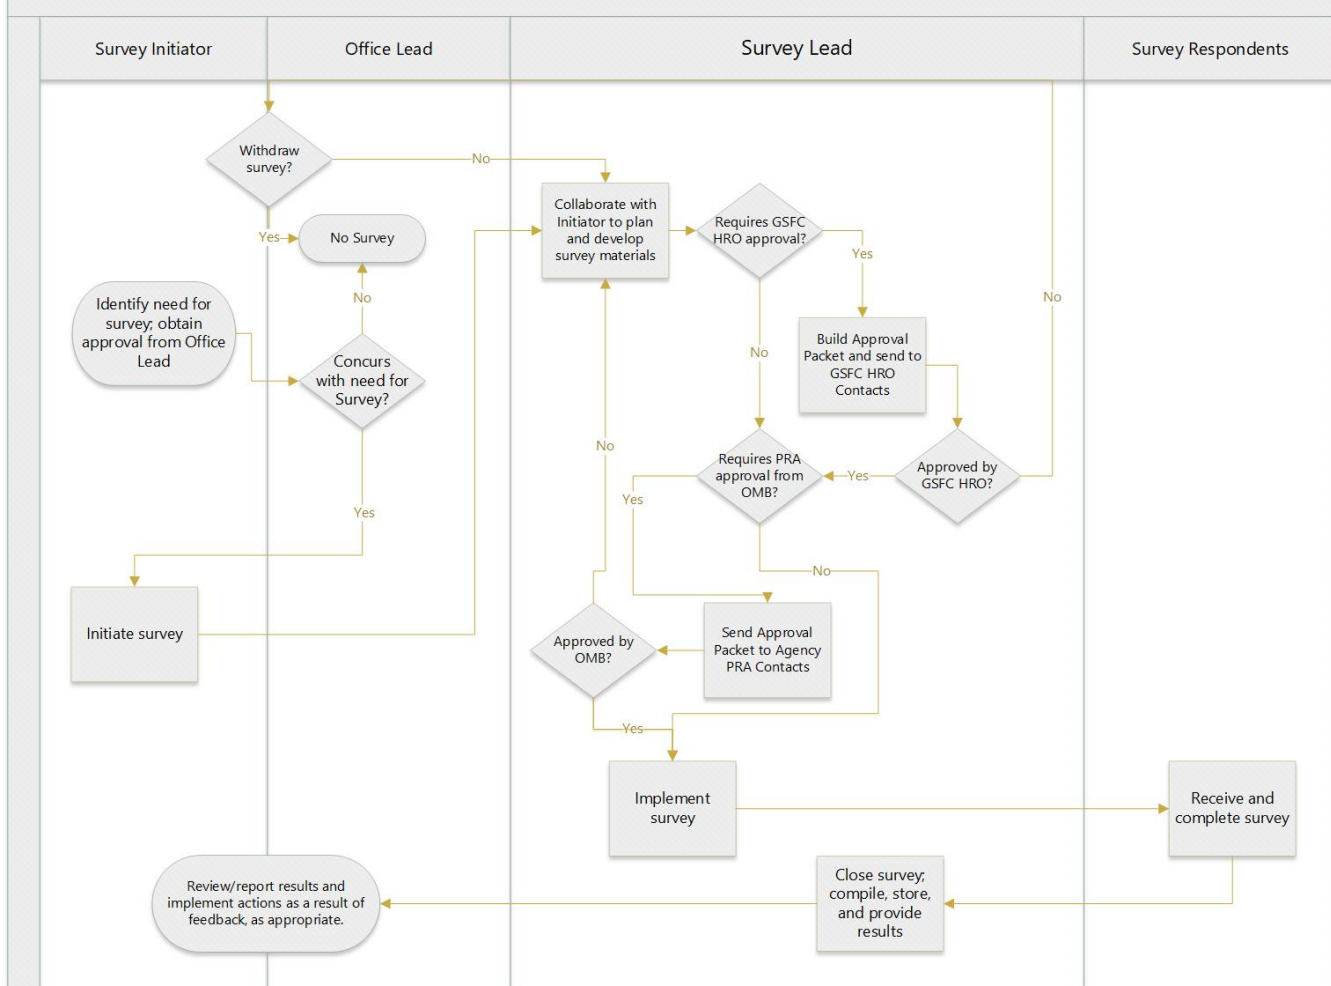 Survey Initiator
Office Lead
Survey Lead
Survey Respondents
Withdraw
survey?
No
Yes
No Survey
Collaborate with
Initiator to plan
and develop
survey materials
Requires GSFC
HRO approval?
Yes
No
Identify need for
survey; obtain
approval from Office
Lead
No
Concurs
with need for
Survey?
Build Approval
Packet and send to
GSFC HRO
Contacts
No
No
Requires PRA
approval from
OMB?
Yes
Approved by
GSFC HRO?
Yes
Yes
No
Initiate survey
Approved by
OMB?
Send Approval
Packet to Agency
PRA Contacts
Yes
Implement
survey
Receive and
complete survey
Close survey;
compile, store,
and provide
results
Review/report results and
implement actions as a result of
feedback, as appropriate.